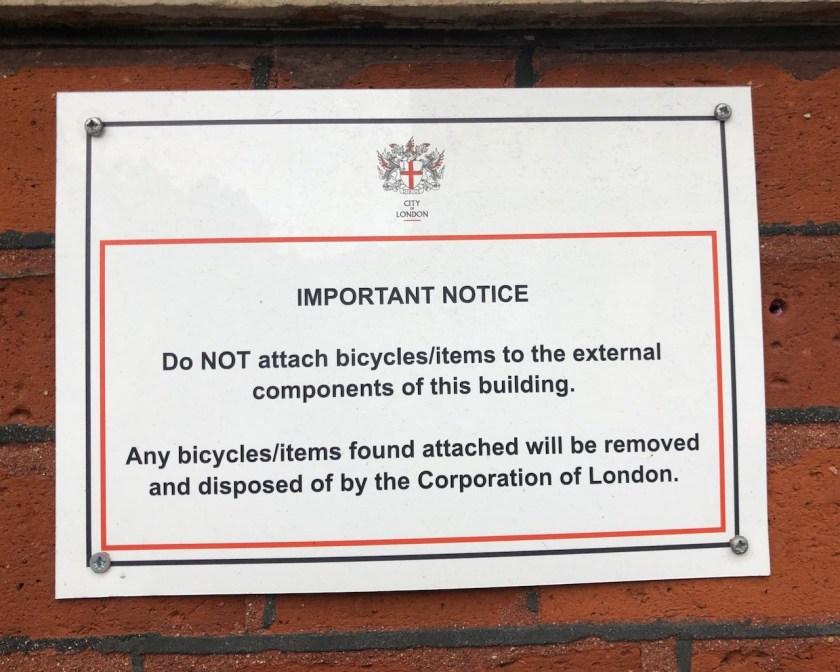 CITY
OF
LONDON
IMPORTANT NOTICE
Do NOT attach bicycles/items to the external
components of this building.
Any bicycles/items found attached will be removed
and disposed of by the Corporation of London.